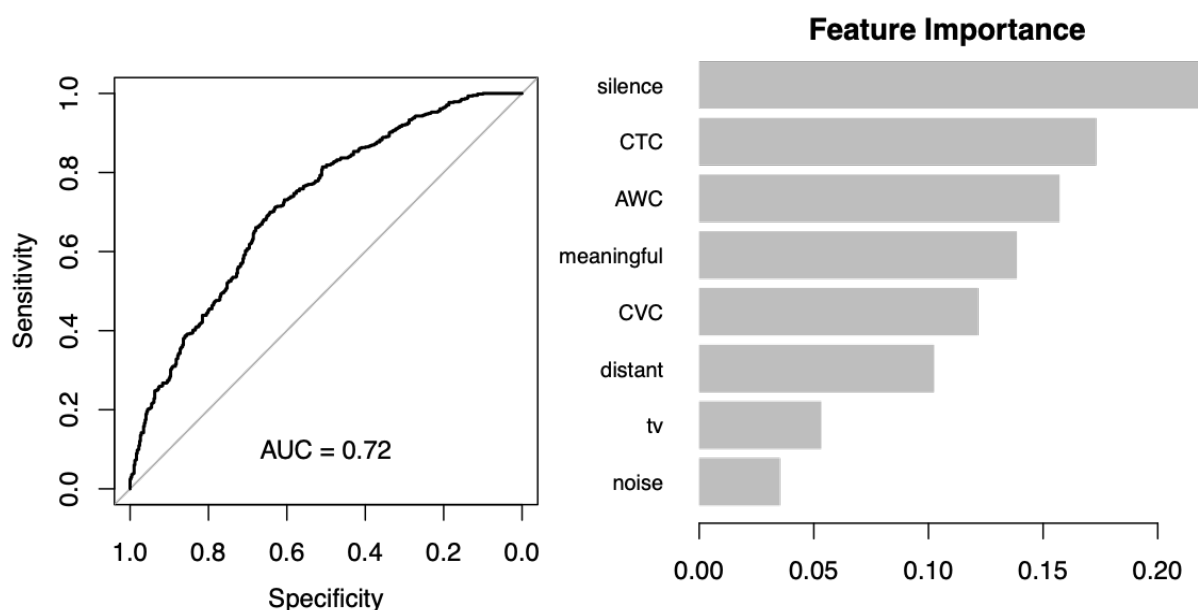 Sensitivity
1.0
0.8
0.6
0.4
0.2
0.0
AUC = 0.72
1.0 0.8 0.6 0.4 0.2 0.0
Specificity
Feature Importance
silence
CTC
AWC
meaningful
CVC
distant
tv
noise
0.00 0.05 0.10 0.15 0.20